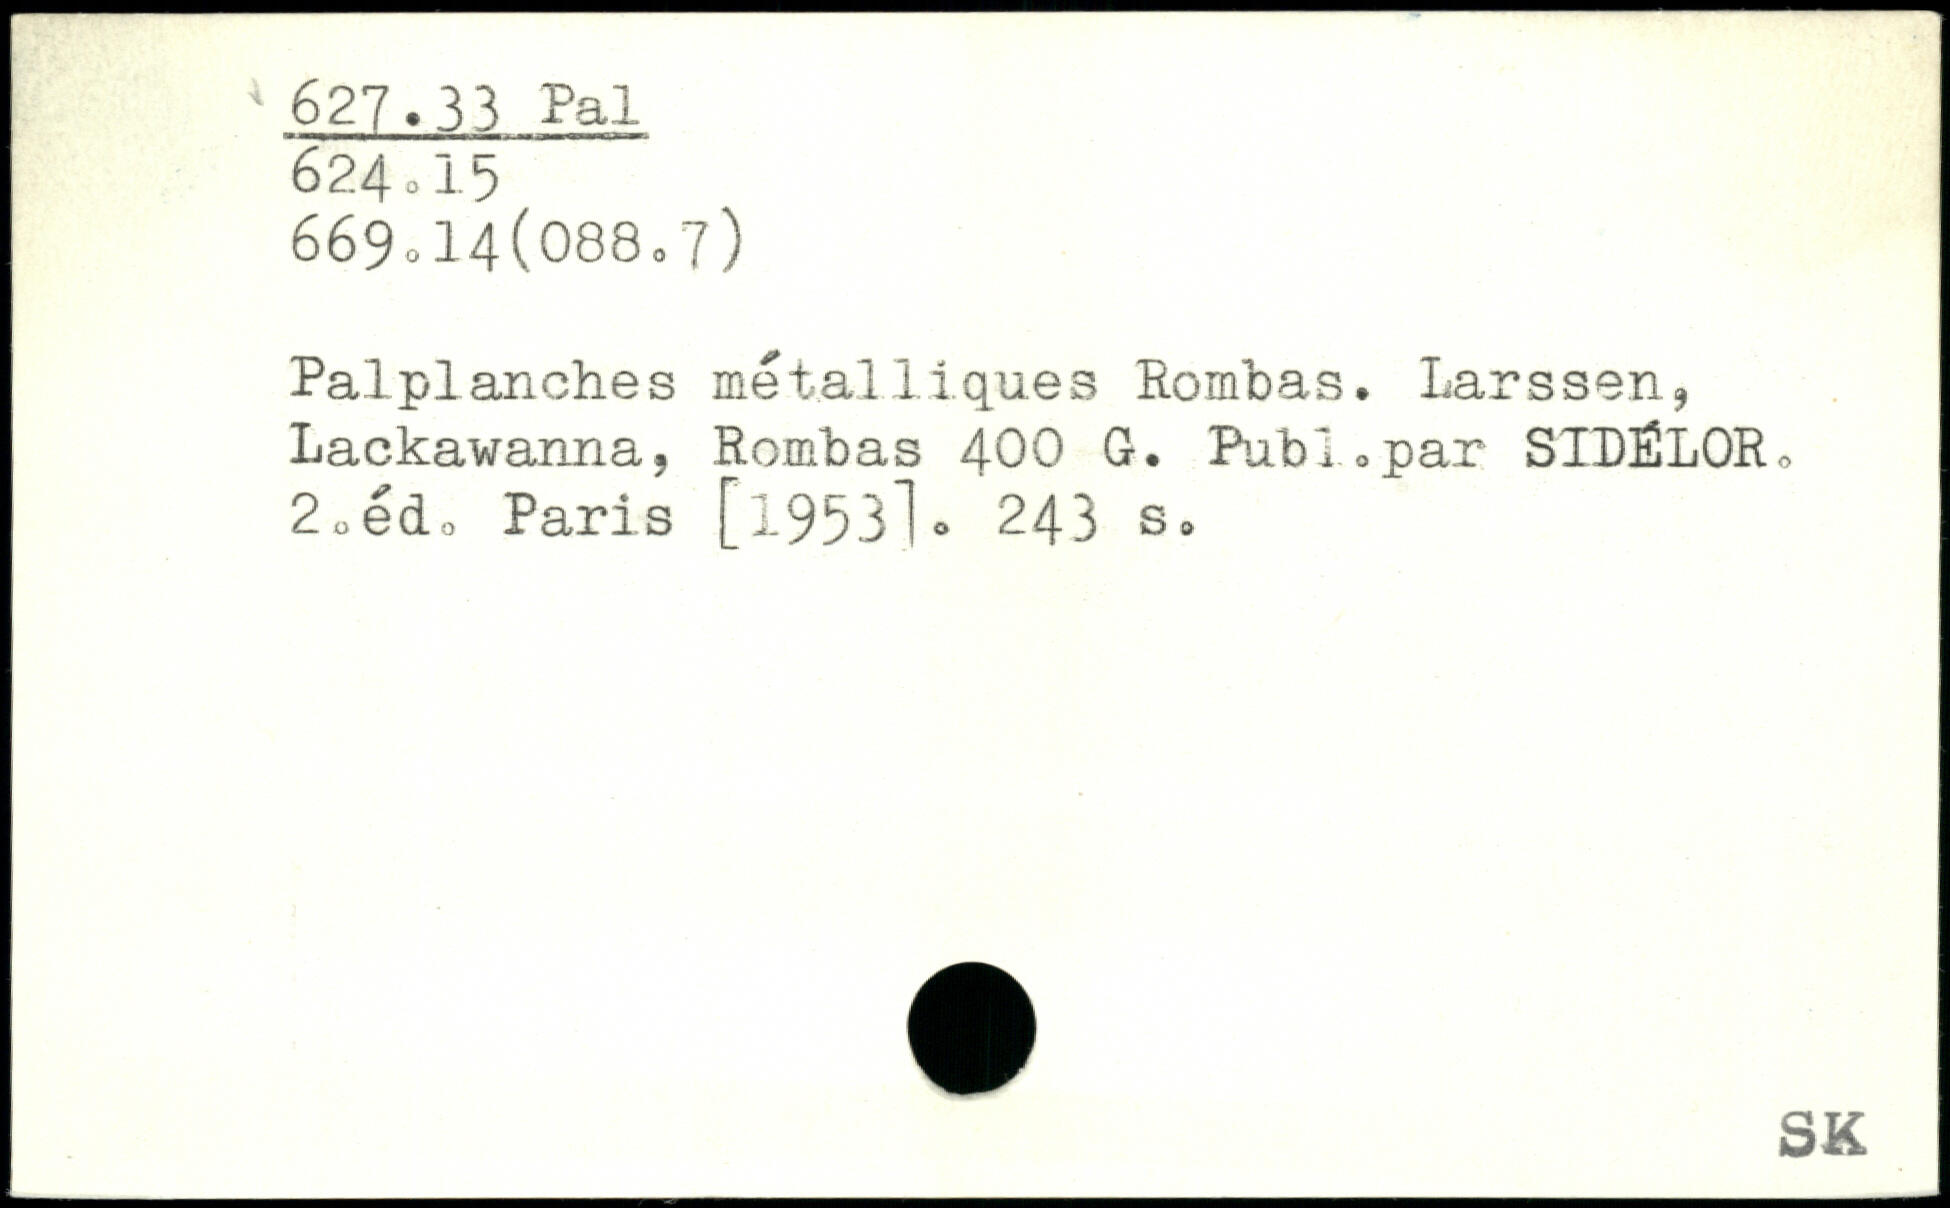 627.33 Pal
624.15
669.14(088.7)
Palplanches métalliques Rombas. Larssen,
Lackawanna, Rombas 400 G. Publ.par SIDÉLOR.
2.éd. Paris [1953]. 243 s.
SK